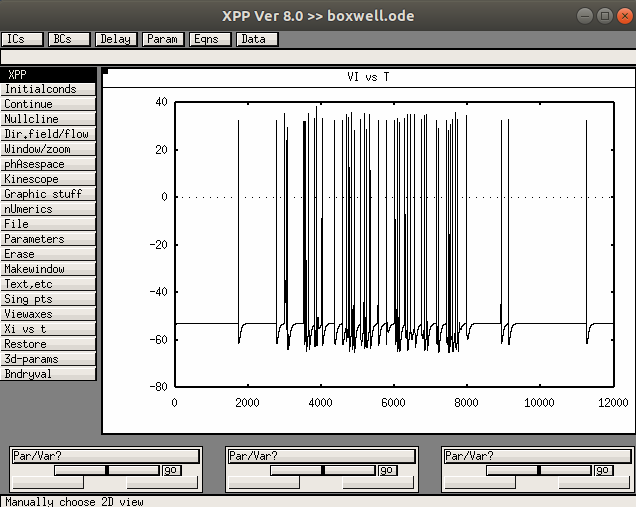 XPP Ver 8.0 >> boxwell.ode
ICs BCs Delay Param Eqns Data
XPP
Initialconds
Continue
Nullcline
Dir.field/flow
Window/zoom
phAsespace
Kinescope
Graphic stuff
nUmerics
File
Parameters
Erase
Makewindow
Text,etc
Sing pts
Viewaxes
Xi vs t
Restore
3d-params
Bndryval
VI vs T
40
20
0
-20
-40
-60
-80
0 2000 4000 6000 8000 10000 12000
Par/Var? Par/Var? Par/Var?
go go go
Manually choose 2D view